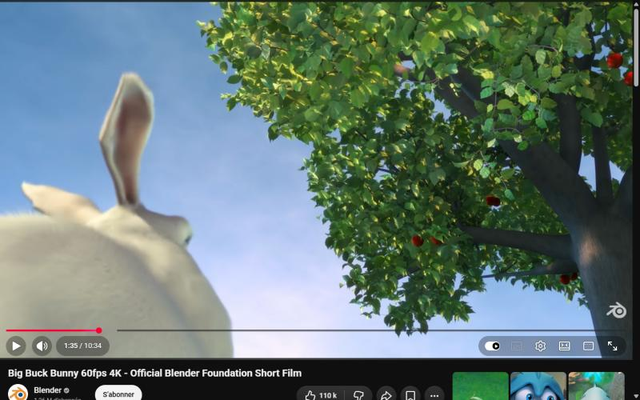 1:35 / 10:34
Big Buck Bunny 60fps 4K - Official Blender Foundation Short Film
Blender
S'abonner
110 k